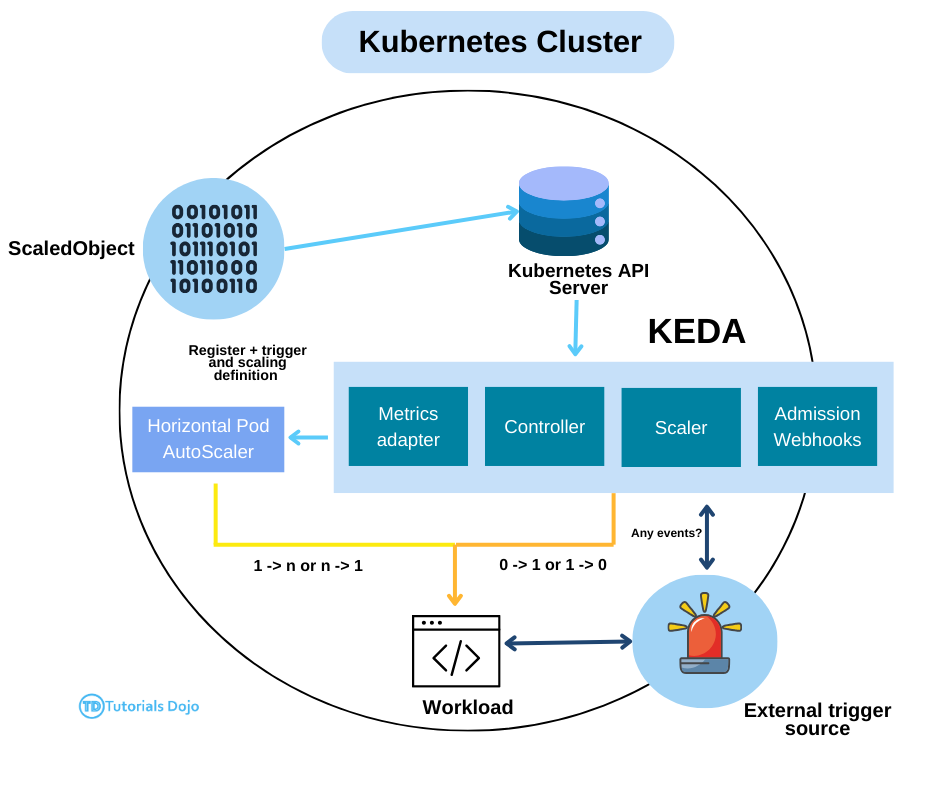 Kubernetes Cluster
00101011
01101010
101110101
11011000
10100110
ScaledObject
Kubernetes API
Server
KEDA
Register + trigger
and scaling
definition
Horizontal Pod
AutoScaler
Metrics
adapter
Controller
Scaler
Admission
Webhooks
Any events?
1 -> n or n -> 1
0 -> 1 or 1 -> 0
Workload
External trigger
source
TD Tutorials Dojo